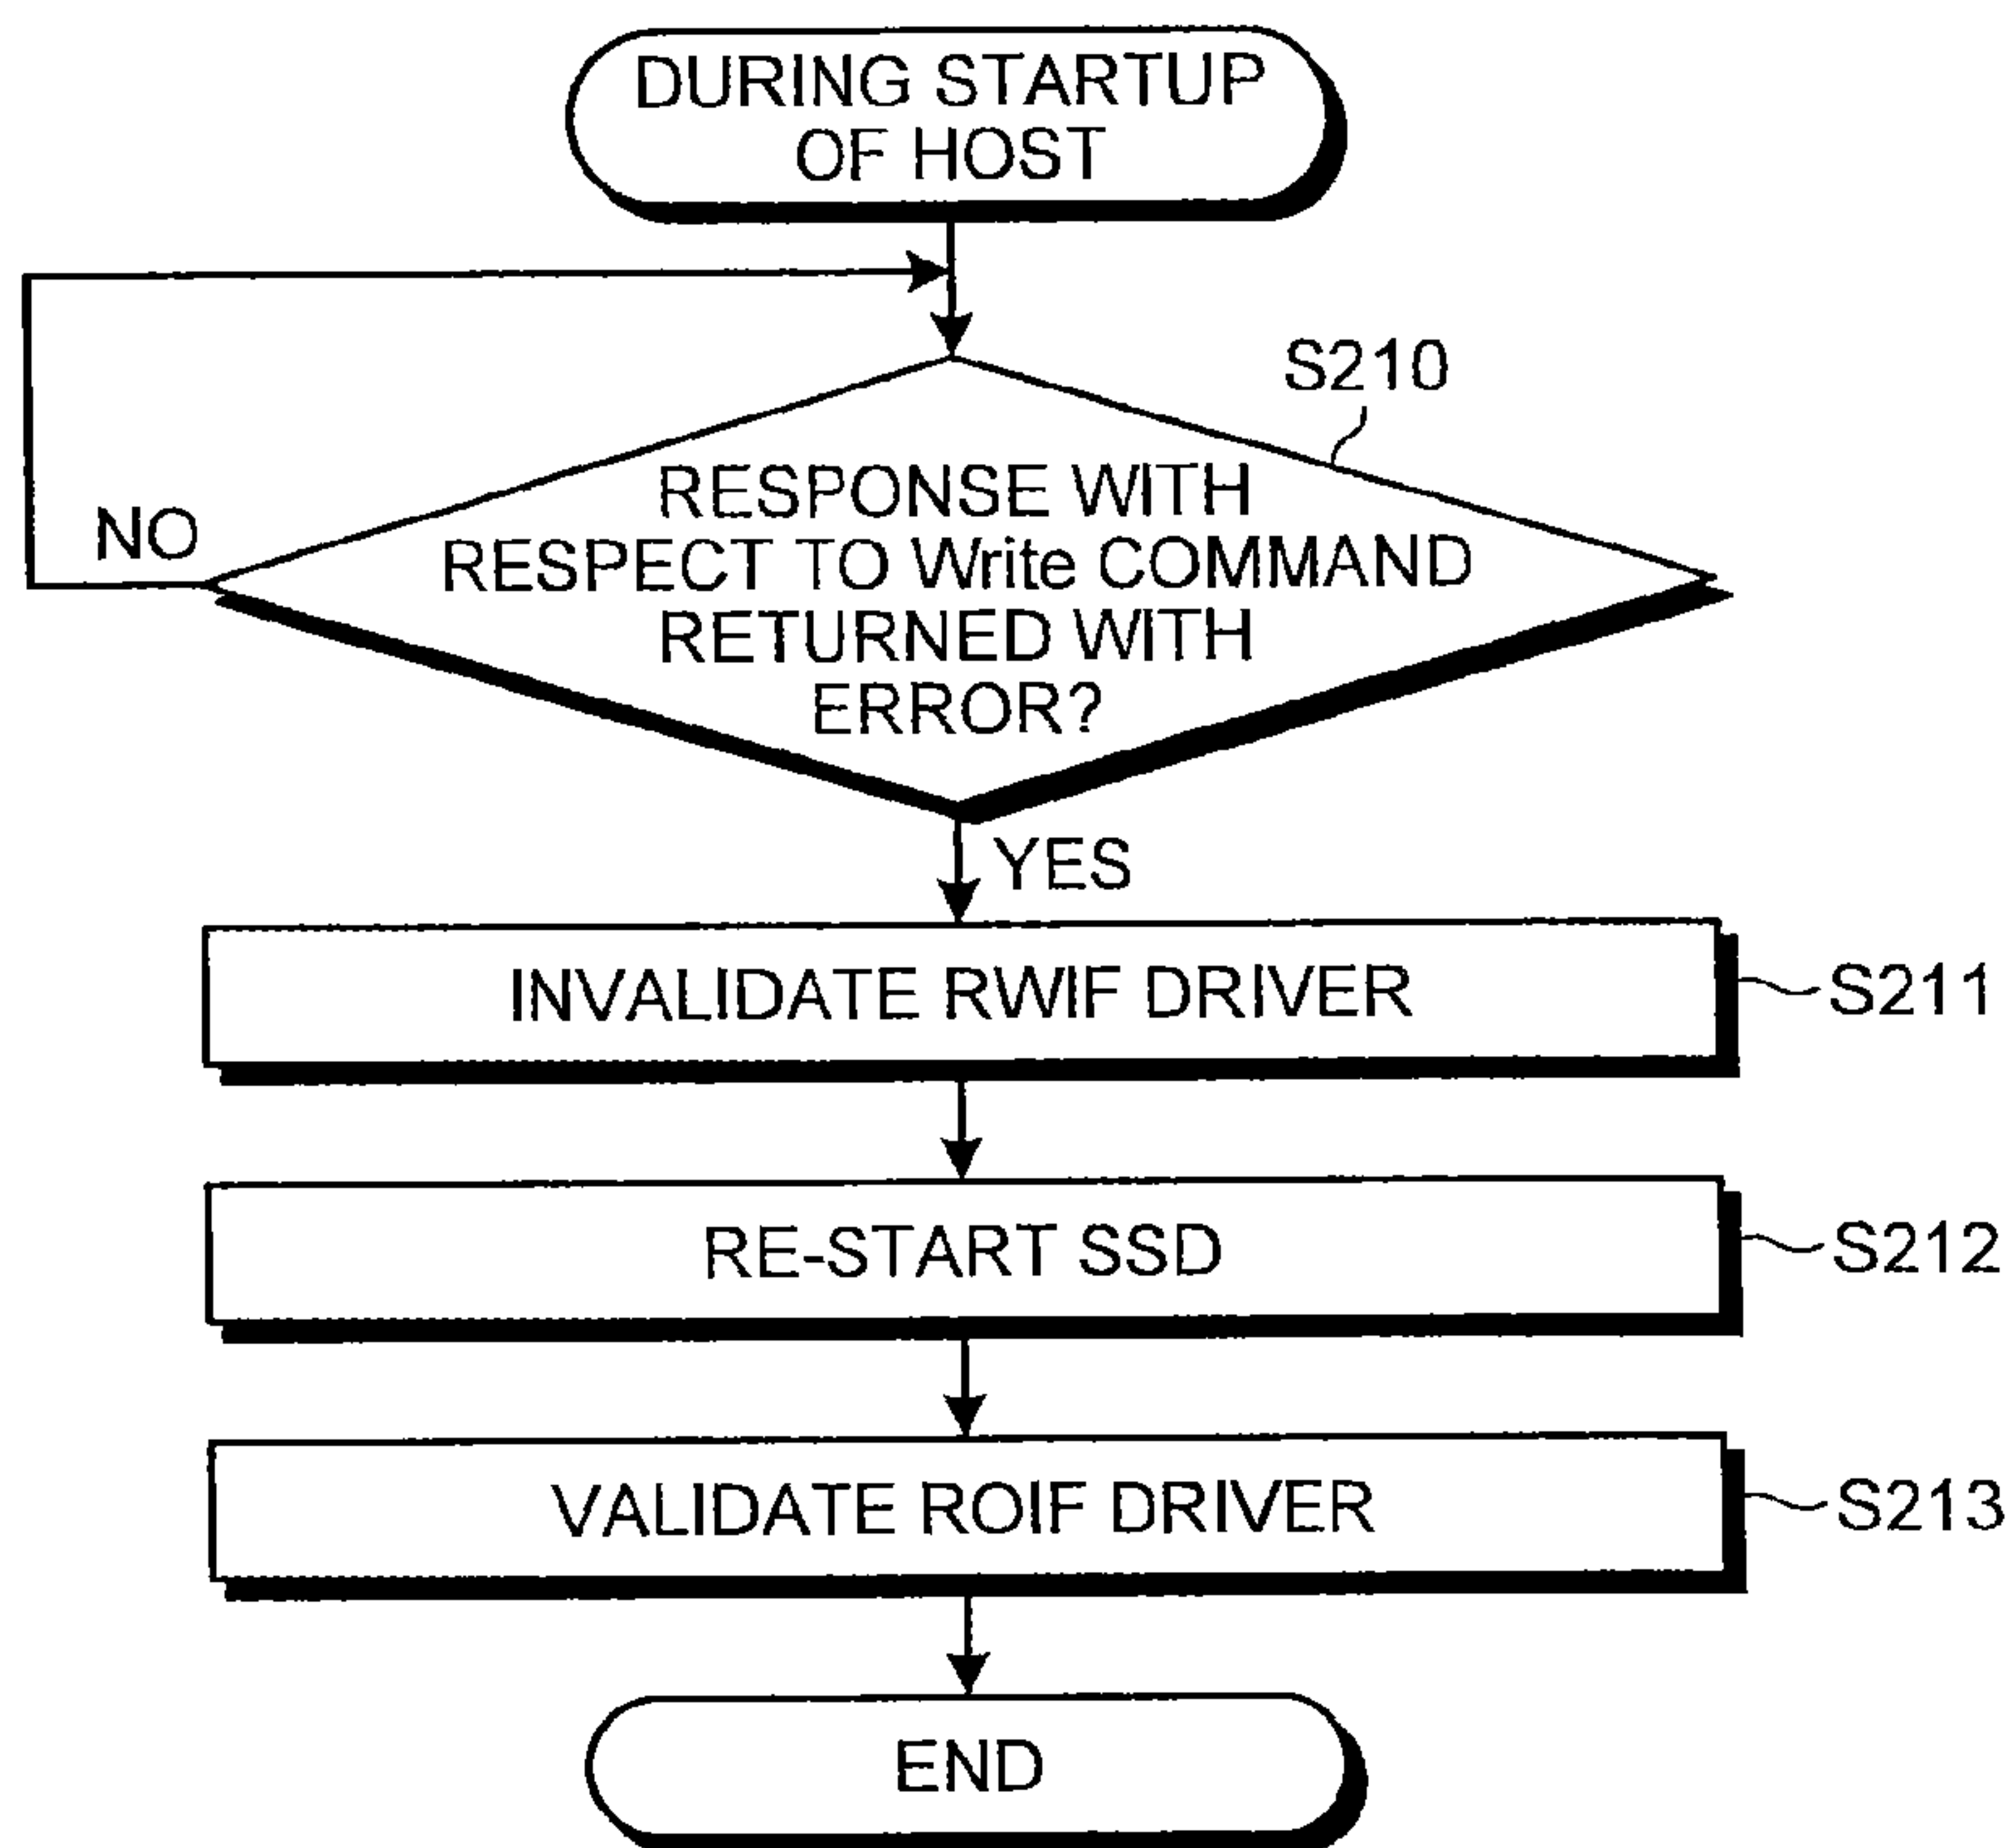 DURING STARTUP
OF HOST
S210
RESPONSE WITH
RESPECT TO Write COMMAND
RETURNED WITH
ERROR?
NO
YES
INVALIDATE RWIF DRIVER
S211
RE-START SSD
S212
VALIDATE ROIF DRIVER
S213
END